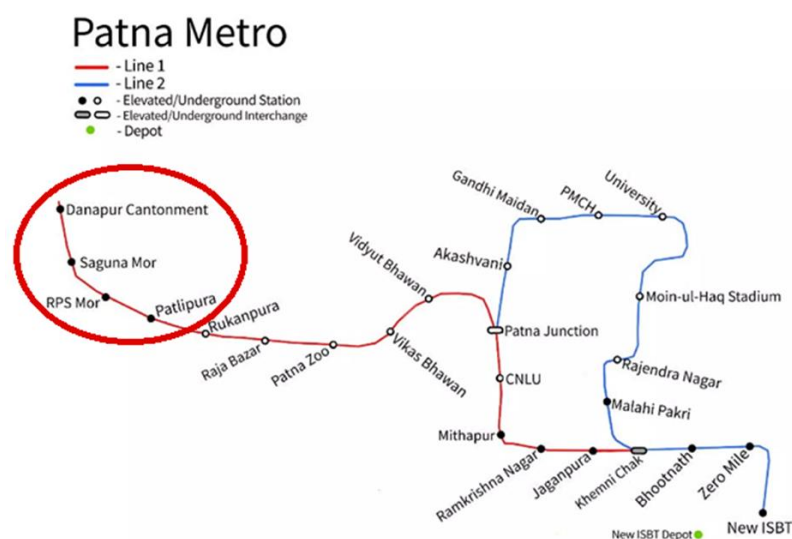 Patna Metro
- Line 1
- Line 2
- Elevated/Underground Station
- Elevated/Underground Interchange
- Depot
Danapur Cantonment
Saguna Mor
RPS Mor
Patlipura
Rukanpura
Raja Bazar
Patna Zoo
Vikas Bhawan
Vidyut Bhawan
Gandhi Maidan
PMCH
University
Akashvani
Moin-ul-Haq Stadium
Patna Junction
Rajendra Nagar
CNLU
Malahi Pakri
Mithapur
Ramkrishna Nagar
Jaganpura
Khemni Chak
Bhootnath
Zero Mile
New ISBT
New ISBT Depot